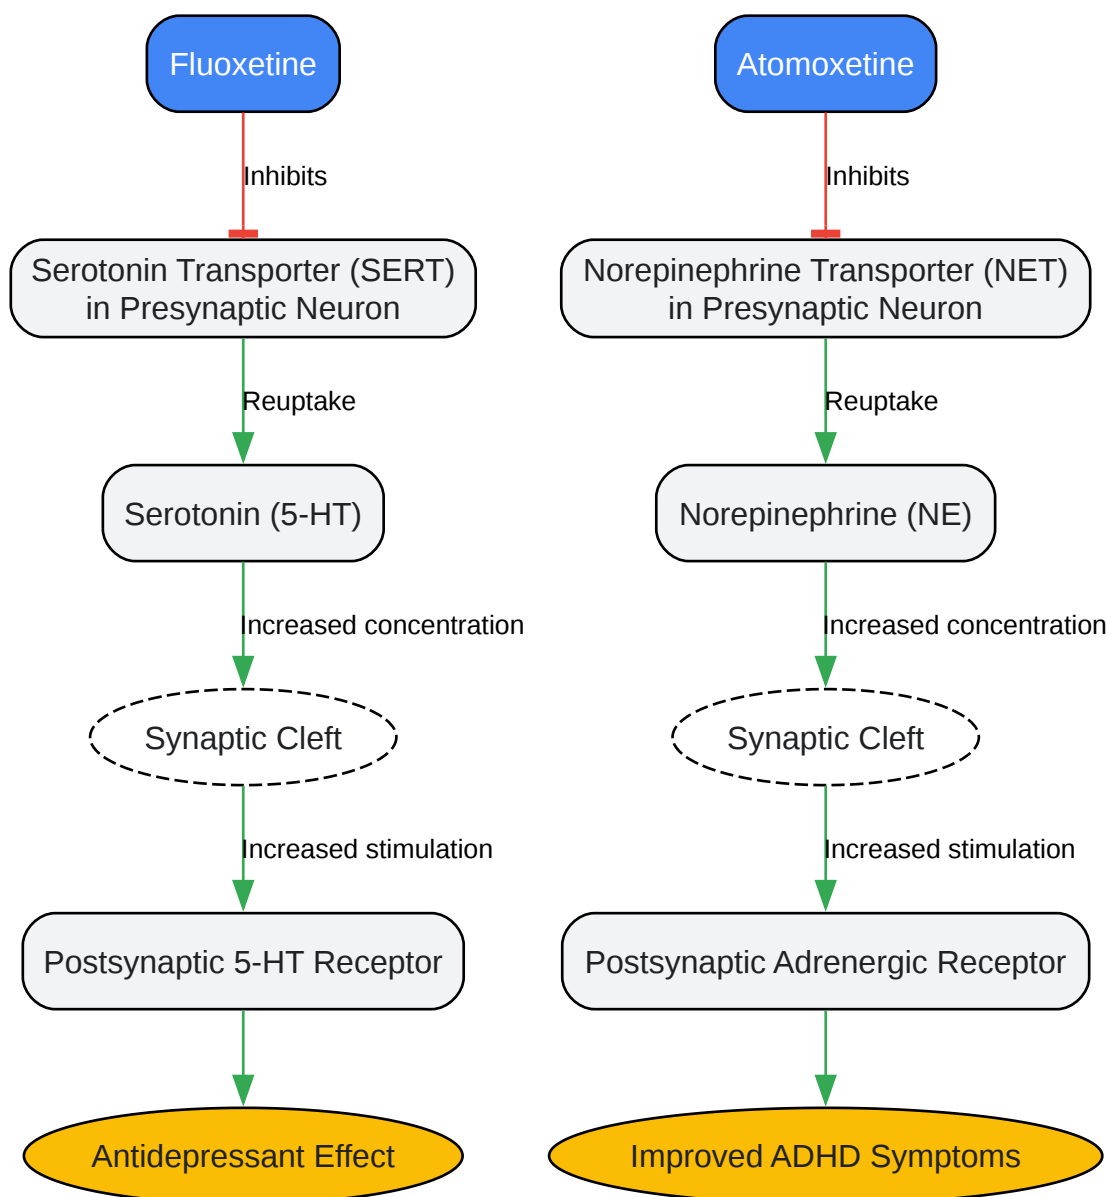 Fluoxetine
Inhibits
Serotonin Transporter (SERT)
in Presynaptic Neuron
Reuptake
Serotonin (5-HT)
Increased concentration
Synaptic Cleft
Increased stimulation
Postsynaptic 5-HT Receptor
Antidepressant Effect
Atomoxetine
Inhibits
Norepinephrine Transporter (NET)
in Presynaptic Neuron
Reuptake
Norepinephrine (NE)
Increased concentration
Synaptic Cleft
Increased stimulation
Postsynaptic Adrenergic Receptor
Improved ADHD Symptoms